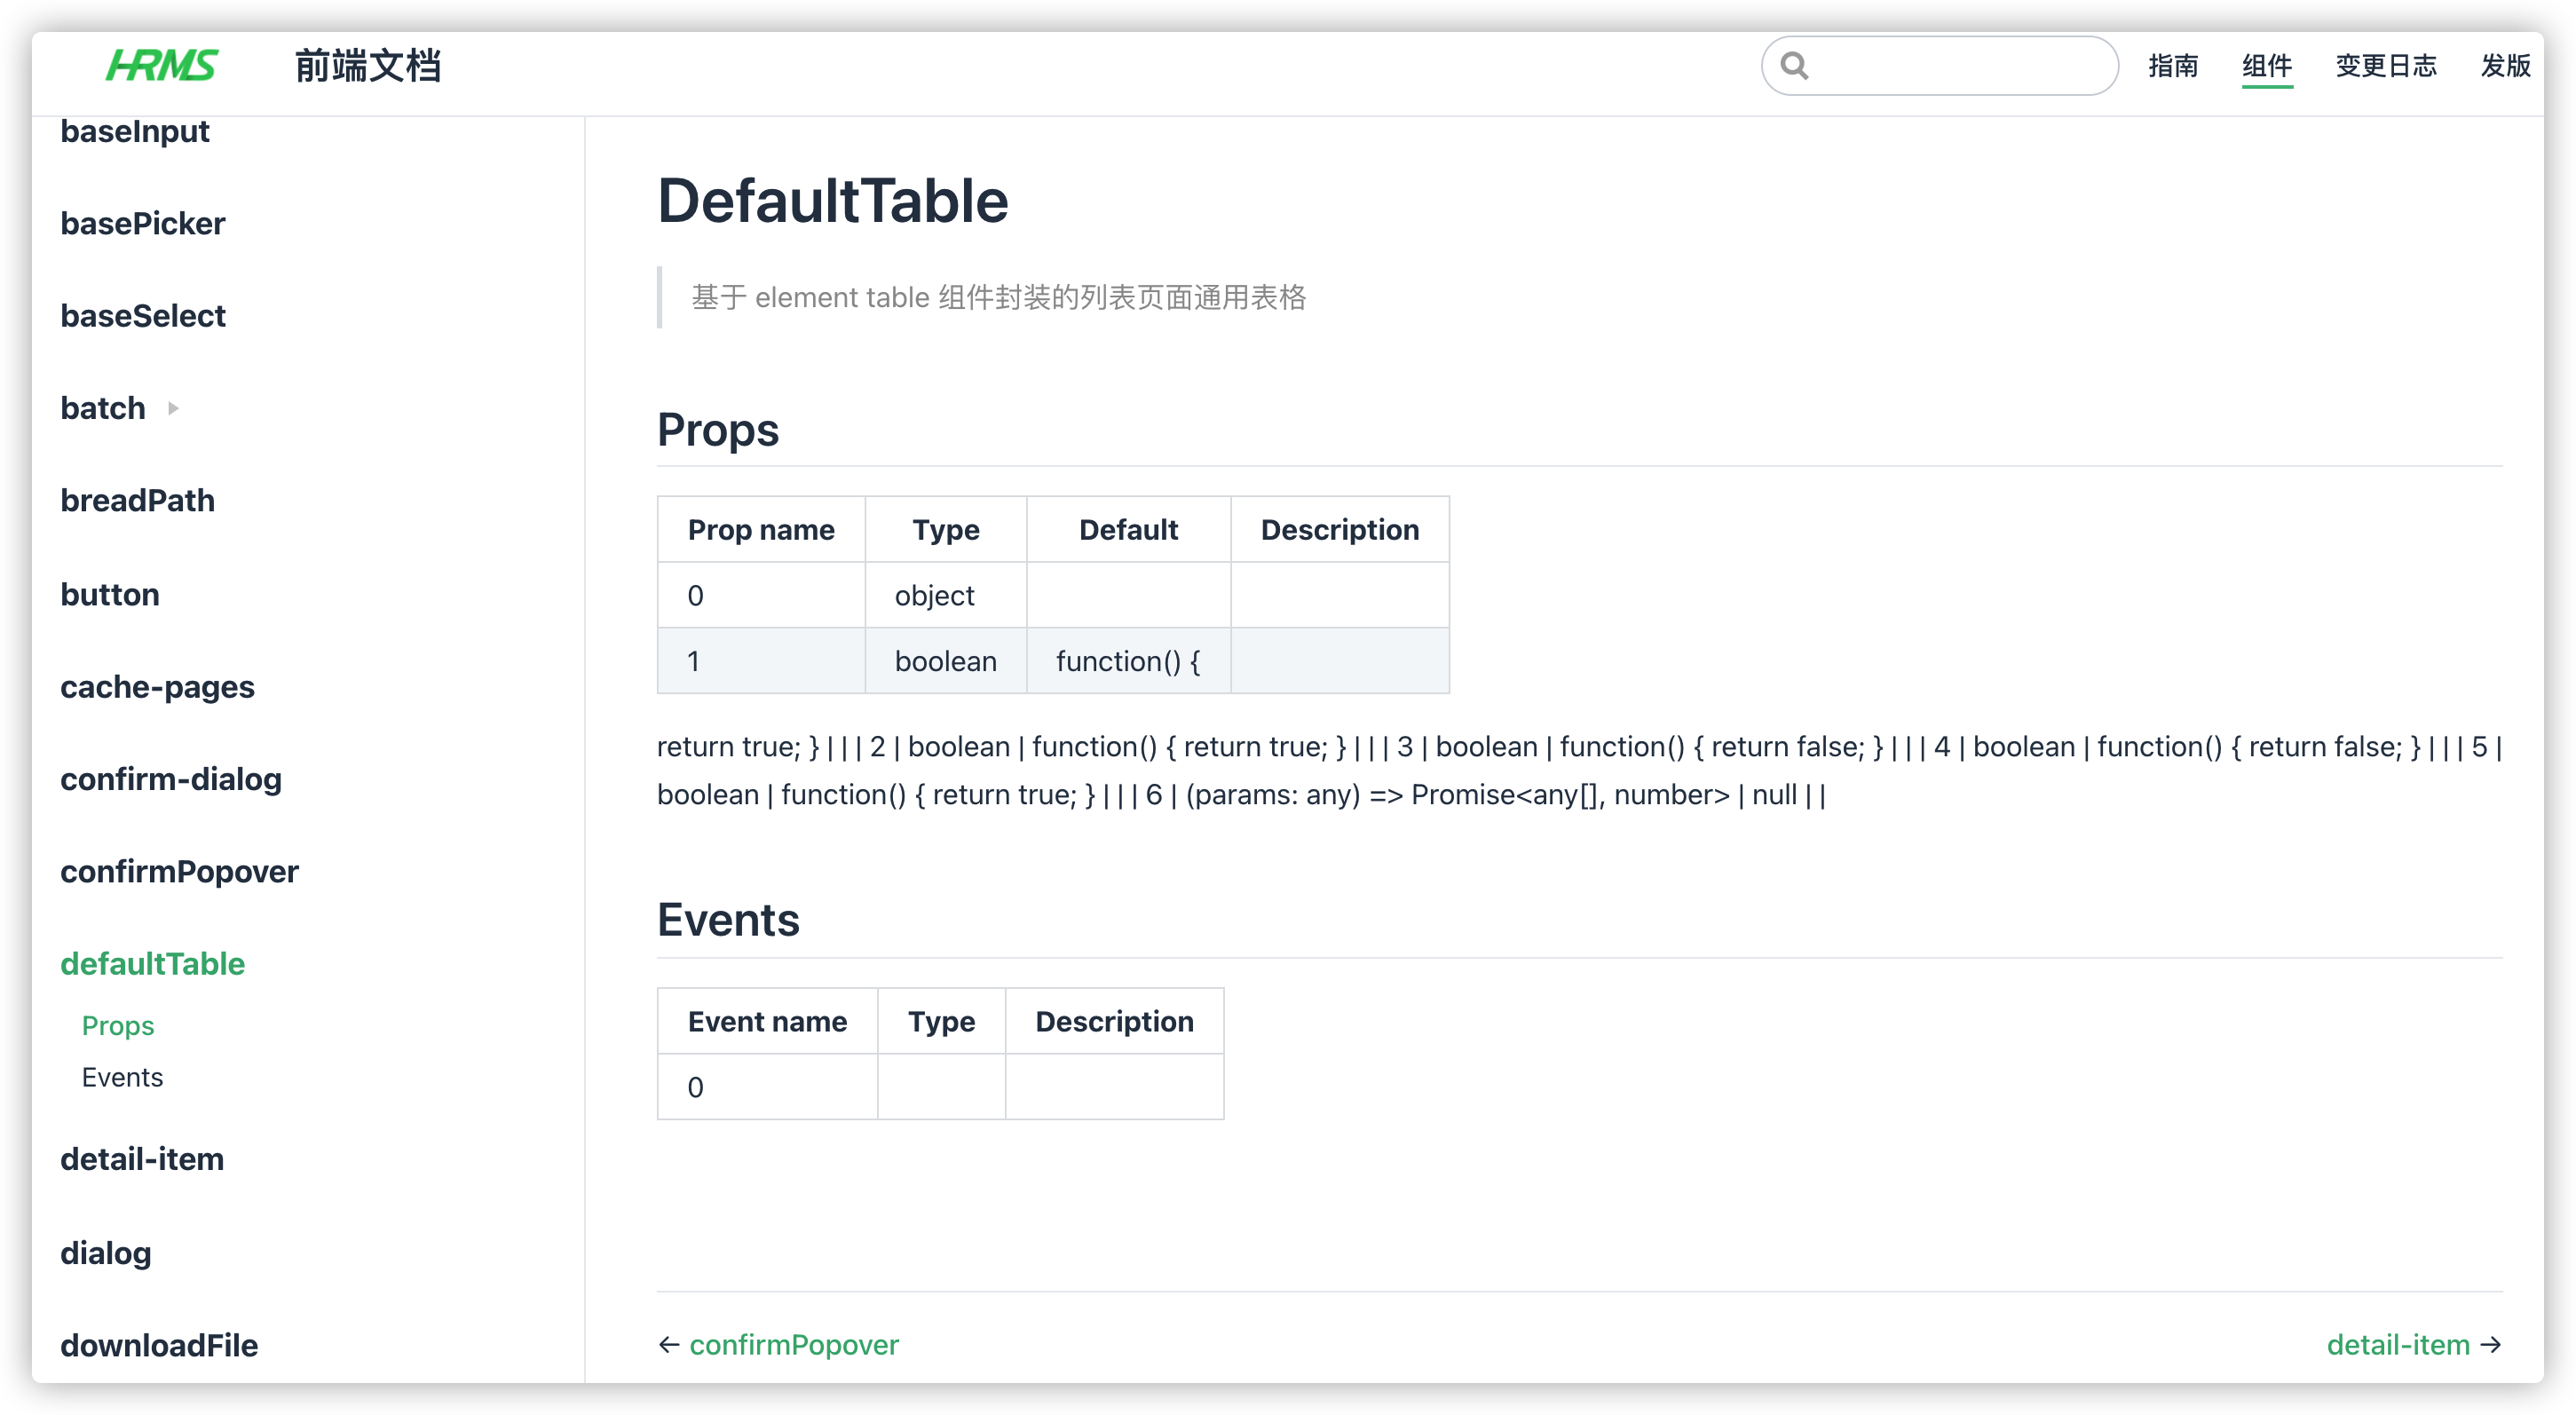 HRMS 前端文档 指南 组件 变更日志 发版
baseInput
basePicker
baseSelect
batch
breadPath
button
cache-pages
confirm-dialog
confirmPopover
defaultTable
Props
Events
detail-item
dialog
downloadFile
DefaultTable
基于 element table 组件封装的列表页面通用表格
Props
Prop name Type Default Description
0 object
1 boolean function() {
return true; } | | | 2 | boolean | function() { return true; } | | | 3 | boolean | function() { return false; } | | | 4 | boolean | function() { return false; } | | | 5 |
boolean | function() { return true; } | | | 6 | (params: any) => Promise<any[], number> | null | |
Events
Event name Type Description
0
← confirmPopover detail-item →